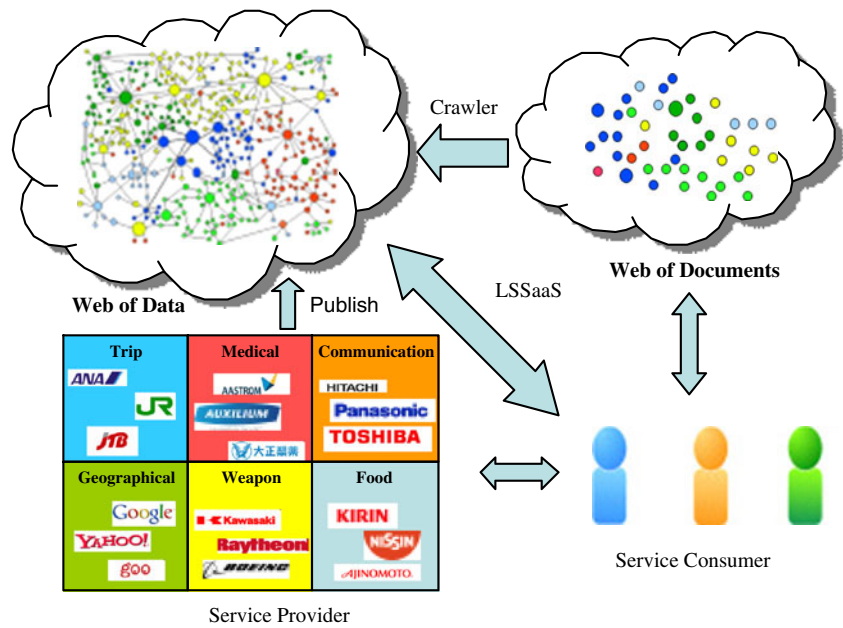 Crawler
Web of Documents
Web of Data
Publish
LSSaaS
Trip
ANA
JR
JTB
Medical
AASTROM
AUXILIUM
大正製薬
Communication
HITACHI
Panasonic
TOSHIBA
Geographical
Google
YAHOO!
goo
Weapon
Kawasaki
Raytheon
BOEING
Food
KIRIN
NISSIN
AJINOMOTO.
Service Provider
Service Consumer